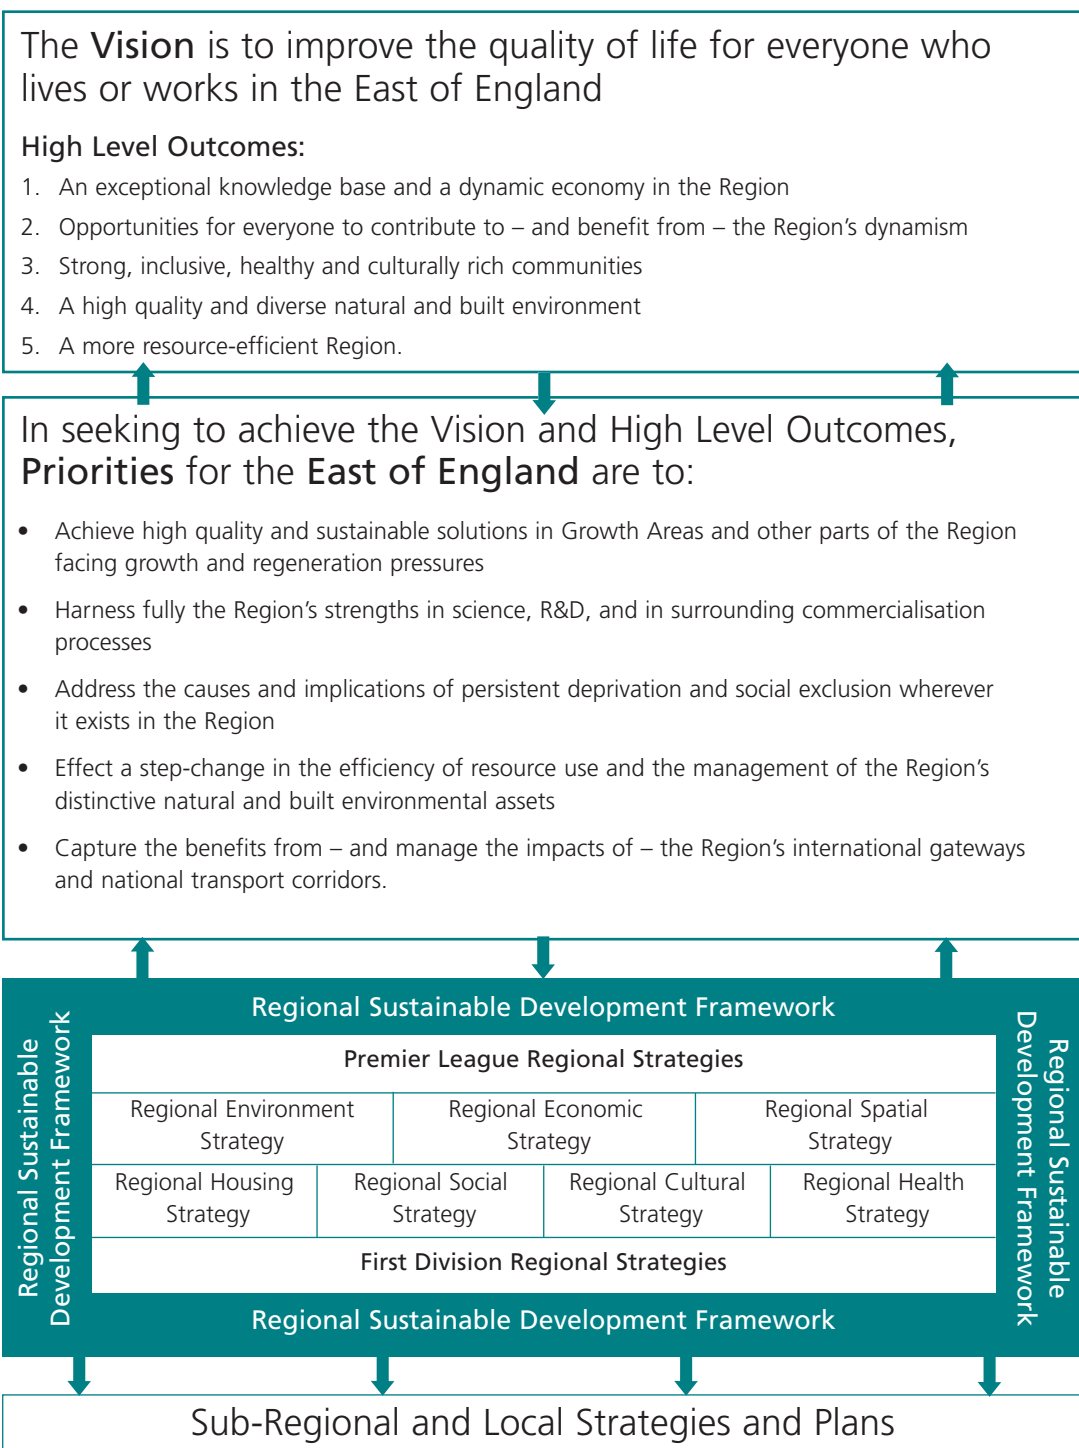 The Vision is to improve the quality of life for everyone who
lives or works in the East of England
High Level Outcomes:
1. An exceptional knowledge base and a dynamic economy in the Region
2. Opportunities for everyone to contribute to – and benefit from – the Region’s dynamism
3. Strong, inclusive, healthy and culturally rich communities
4. A high quality and diverse natural and built environment
5. A more resource-efficient Region.
In seeking to achieve the Vision and High Level Outcomes,
Priorities for the East of England are to:
• Achieve high quality and sustainable solutions in Growth Areas and other parts of the Region
facing growth and regeneration pressures
• Harness fully the Region’s strengths in science, R&D, and in surrounding commercialisation
processes
• Address the causes and implications of persistent deprivation and social exclusion wherever
it exists in the Region
• Effect a step-change in the efficiency of resource use and the management of the Region’s
distinctive natural and built environmental assets
• Capture the benefits from – and manage the impacts of – the Region’s international gateways
and national transport corridors.
Regional Sustainable Development Framework
Regional Sustainable
Development Framework
Premier League Regional Strategies
Regional Environment
Strategy
Regional Economic
Strategy
Regional Spatial
Strategy
Regional Housing
Strategy
Regional Social
Strategy
Regional Cultural
Strategy
Regional Health
Strategy
First Division Regional Strategies
Regional Sustainable
Development Framework
Regional Sustainable Development Framework
Sub-Regional and Local Strategies and Plans